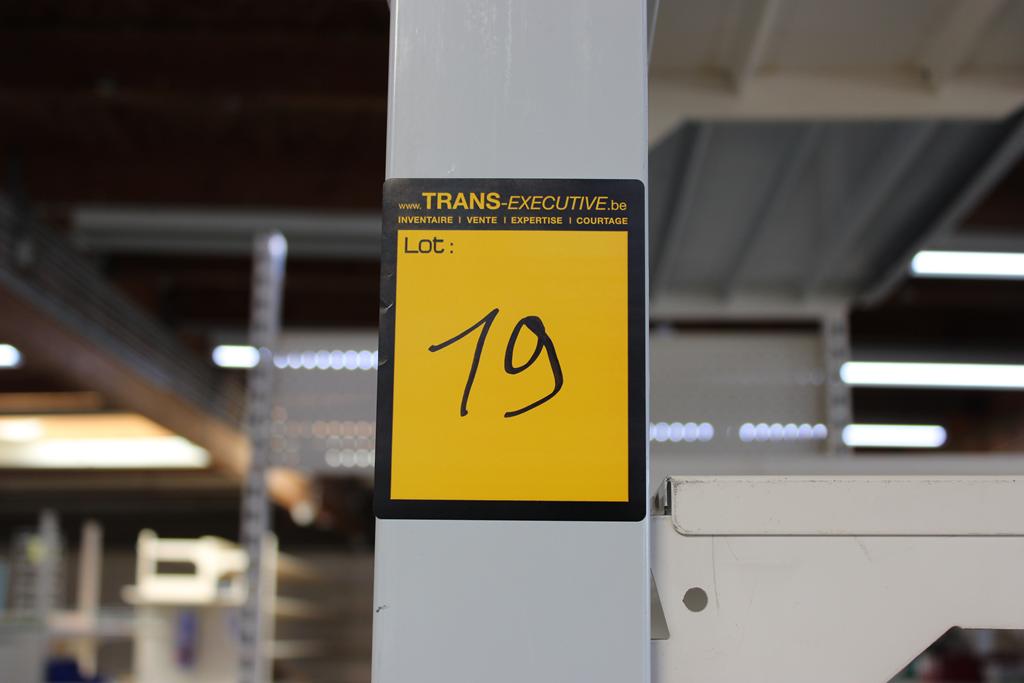 www.TRANS-EXECUTIVE.be
INVENTAIRE | VENTE | EXPERTISE | COURTAGE
Lot :
19